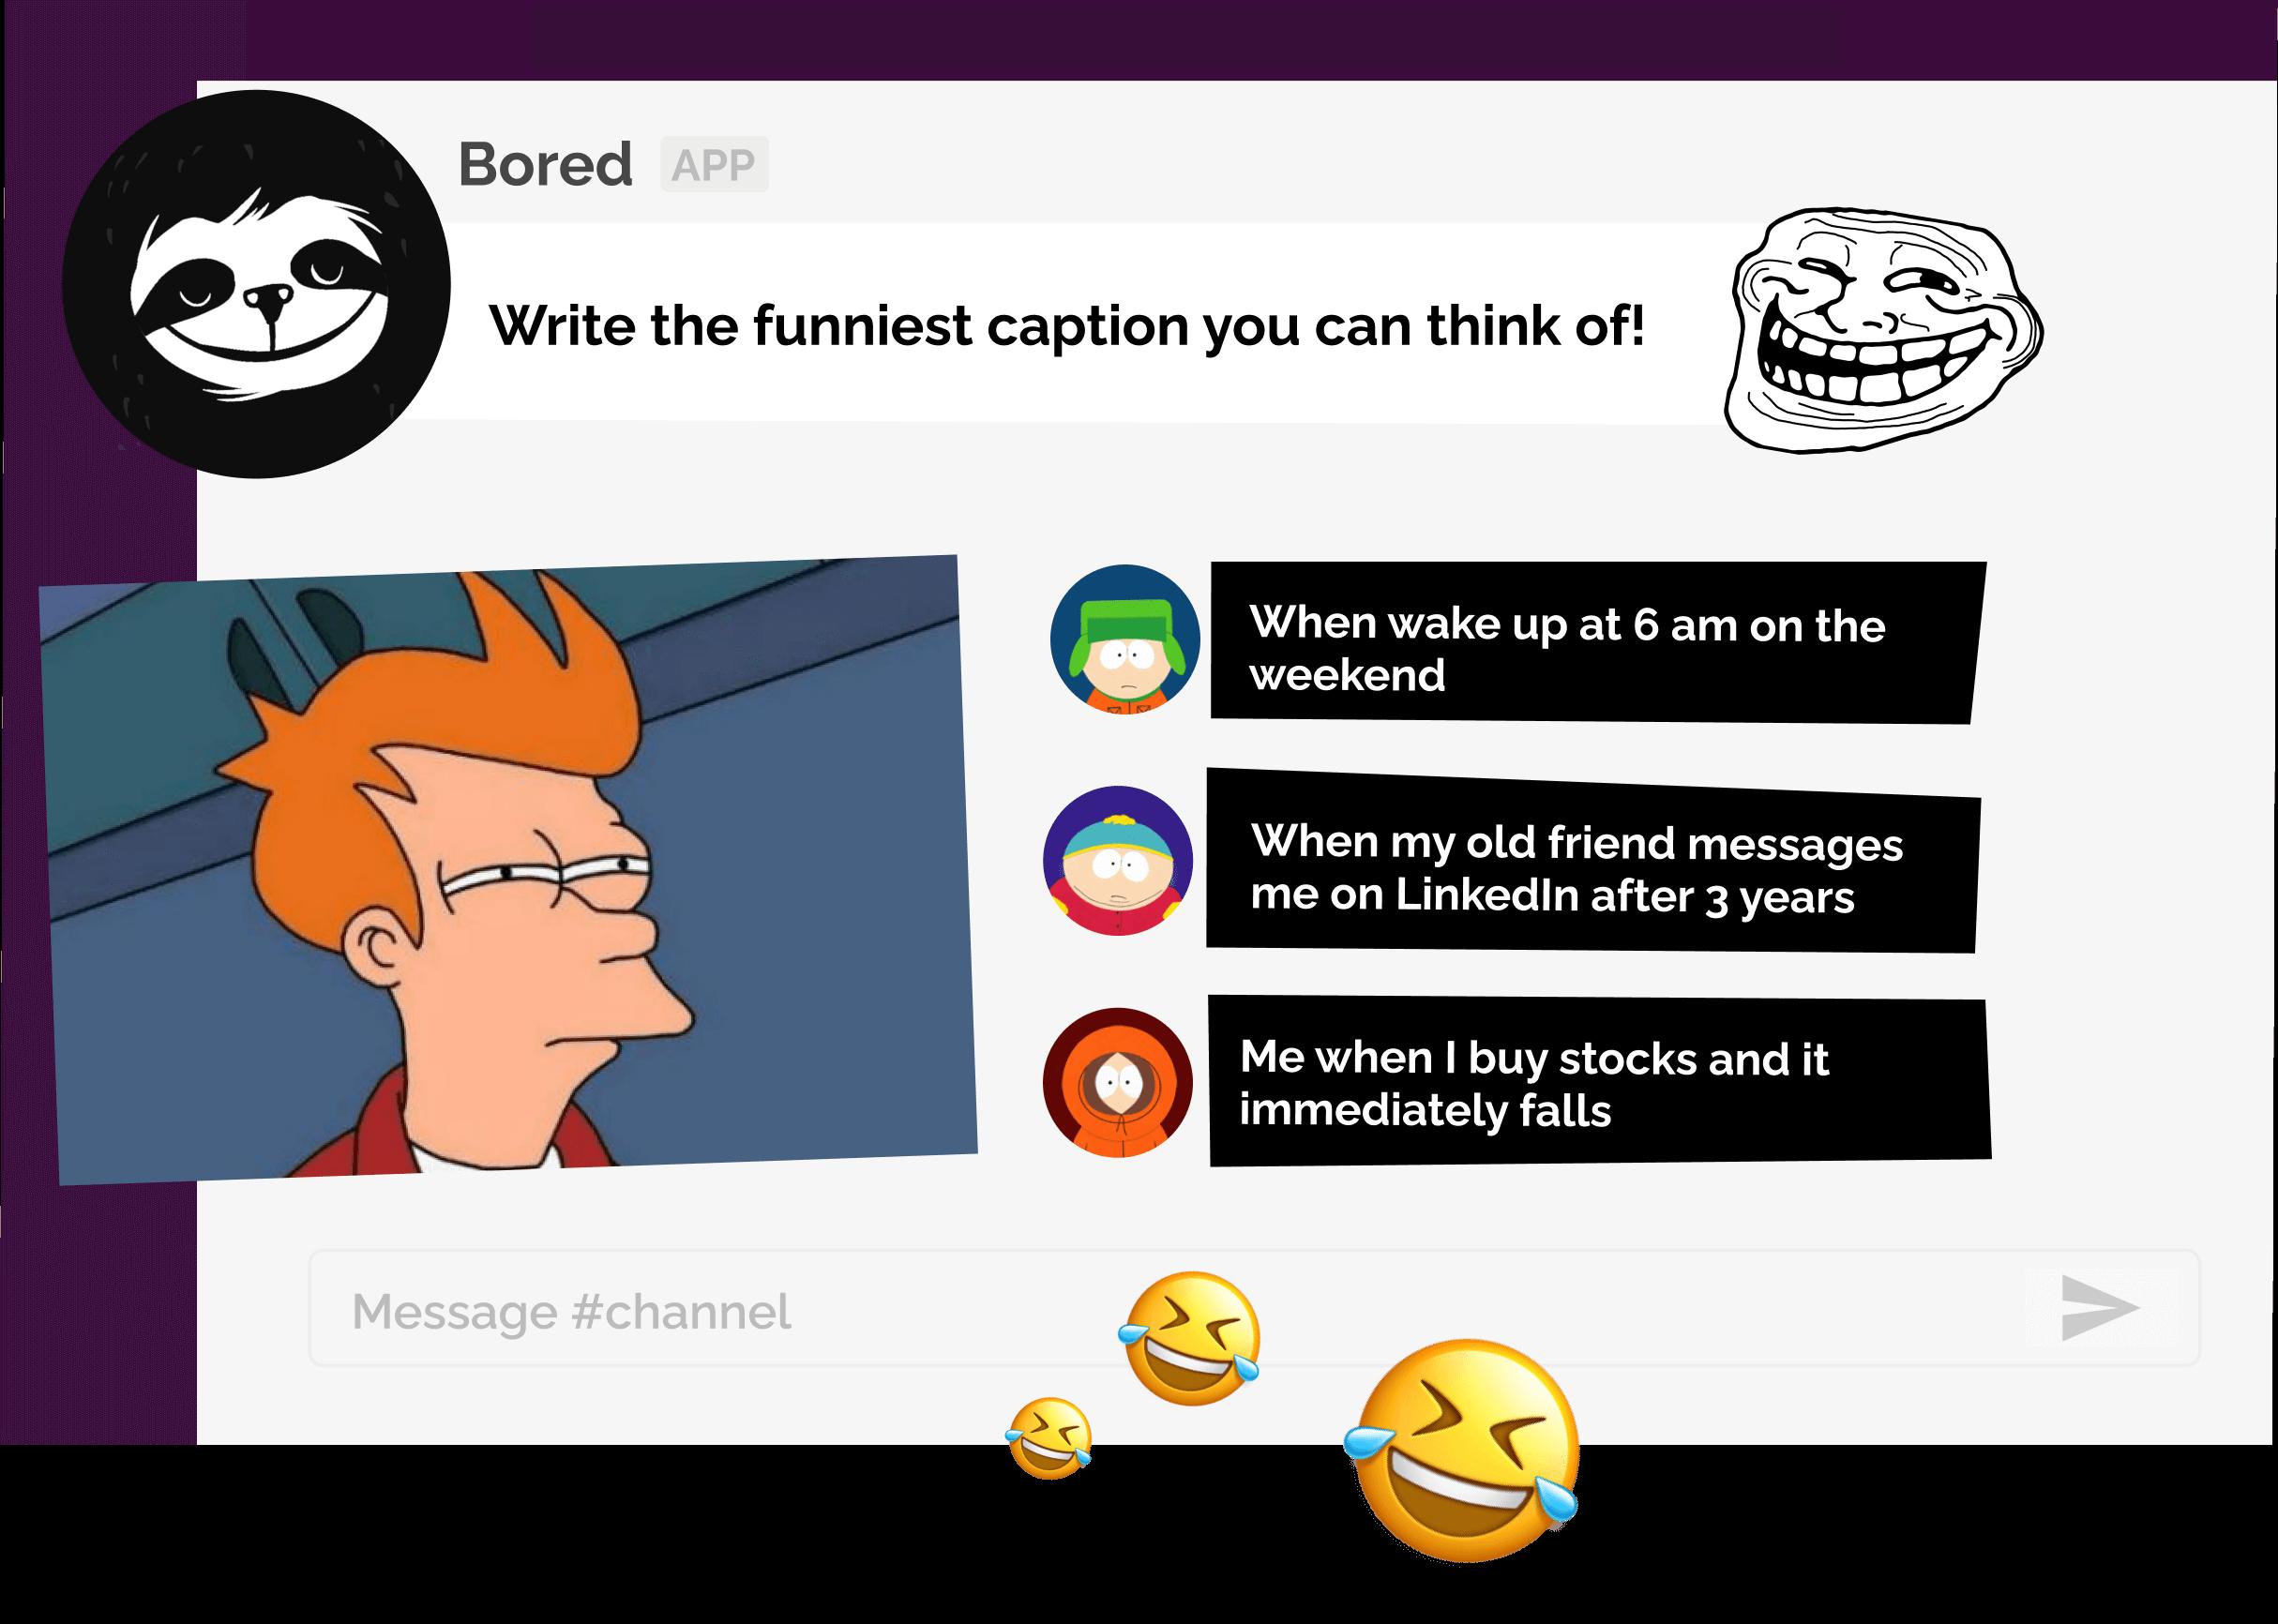 Bored APP
Write the funniest caption you can think of!
When wake up at 6 am on the
weekend
When my old friend messages
me on LinkedIn after 3 years
Me when I buy stocks and it
immediately falls
Message #channel